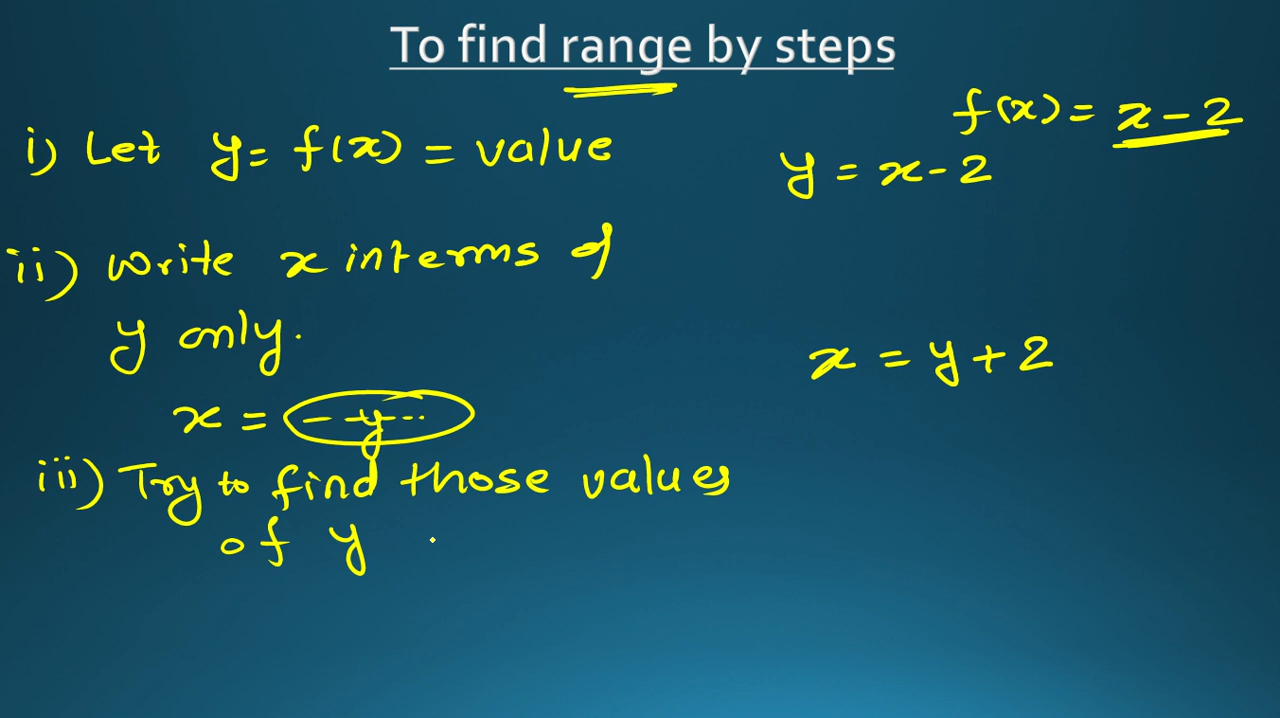 To find range by steps
f(x) = x - 2
i) Let y = f(x) = value
y = x - 2
ii) Write x interms of
y only.
x = y + 2
x = - - y - -
iii) Try to find those values
of y